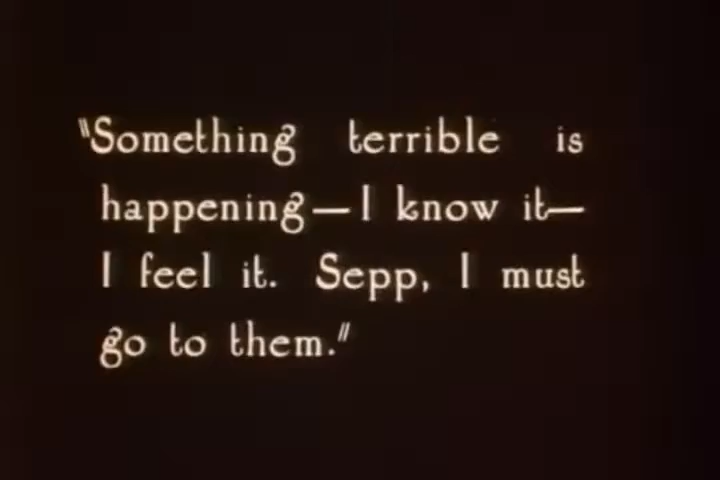 "Something terrible is
happening—I know it—
I feel it. Sepp, I must
go to them."